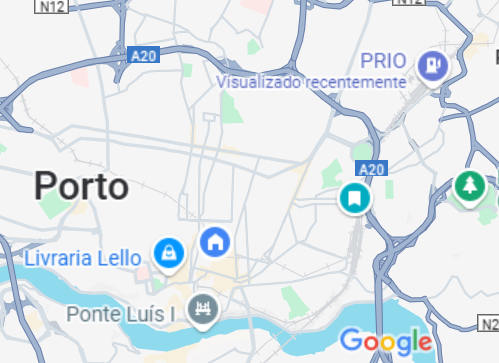 N12
N12
A20
PRIO
Visualizado recentemente
A20
Porto
Livraria Lello
Ponte Luís I
Google
N2